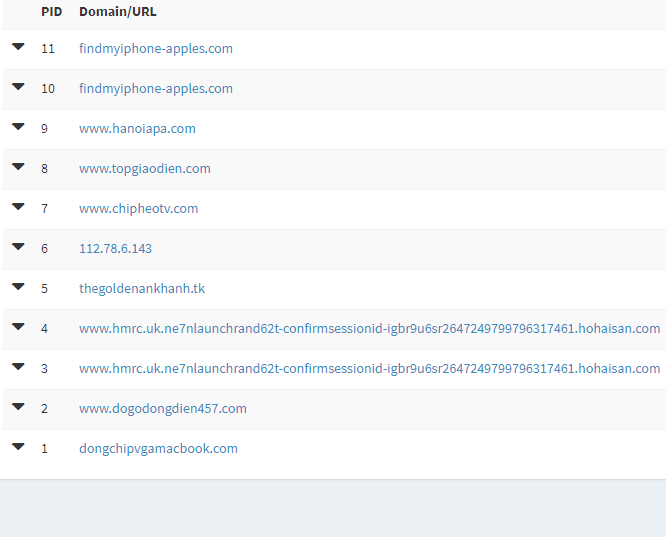 PID Domain/URL
11 findmyiphone-apples.com
10 findmyiphone-apples.com
9 www.hanoiapa.com
8 www.topgiaodien.com
7 www.chipheotv.com
6 112.78.6.143
5 thegoldenankhanh.tk
4 www.hmrc.uk.ne7nlaunchrand62t-confirmsessionid-igbr9u6sr2647249799796317461.hohaisan.com
3 www.hmrc.uk.ne7nlaunchrand62t-confirmsessionid-igbr9u6sr2647249799796317461.hohaisan.com
2 www.dogodongdien457.com
1 dongchipvgamacbook.com